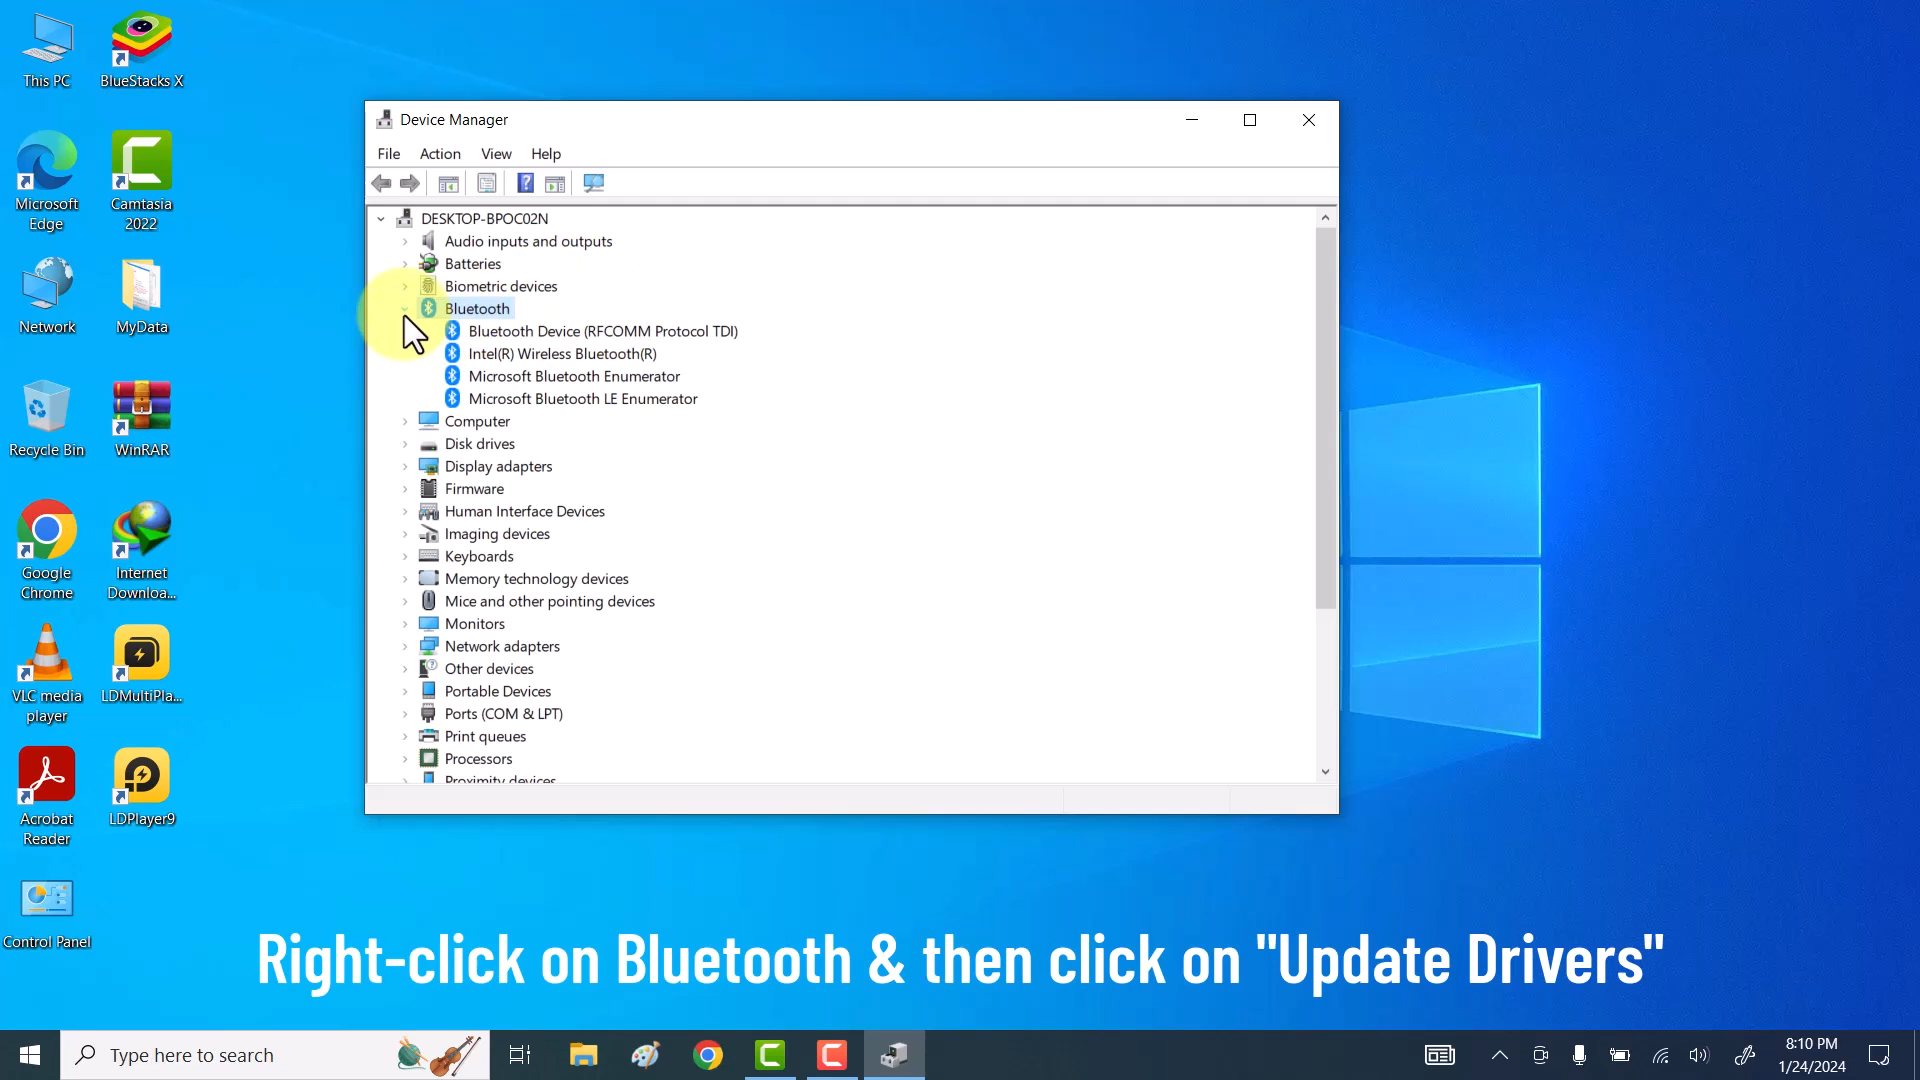 This PC
BlueStacks X
Microsoft
Edge
Camtasia
2022
Network
MyData
Recycle Bin
WinRAR
Google
Chrome
Internet
Downloa...
VLC media
player
LDMultiPla...
Acrobat
Reader
LDPlayer9
Control Panel
Device Manager
File Action View Help
DESKTOP-BPOC02N
Audio inputs and outputs
Batteries
Biometric devices
Bluetooth
Bluetooth Device (RFCOMM Protocol TDI)
Intel(R) Wireless Bluetooth(R)
Microsoft Bluetooth Enumerator
Microsoft Bluetooth LE Enumerator
Computer
Disk drives
Display adapters
Firmware
Human Interface Devices
Imaging devices
Keyboards
Memory technology devices
Mice and other pointing devices
Monitors
Network adapters
Other devices
Portable Devices
Ports (COM & LPT)
Print queues
Processors
Proximity devices
Right-click on Bluetooth & then click on "Update Drivers"
Type here to search
8:10 PM
1/24/2024